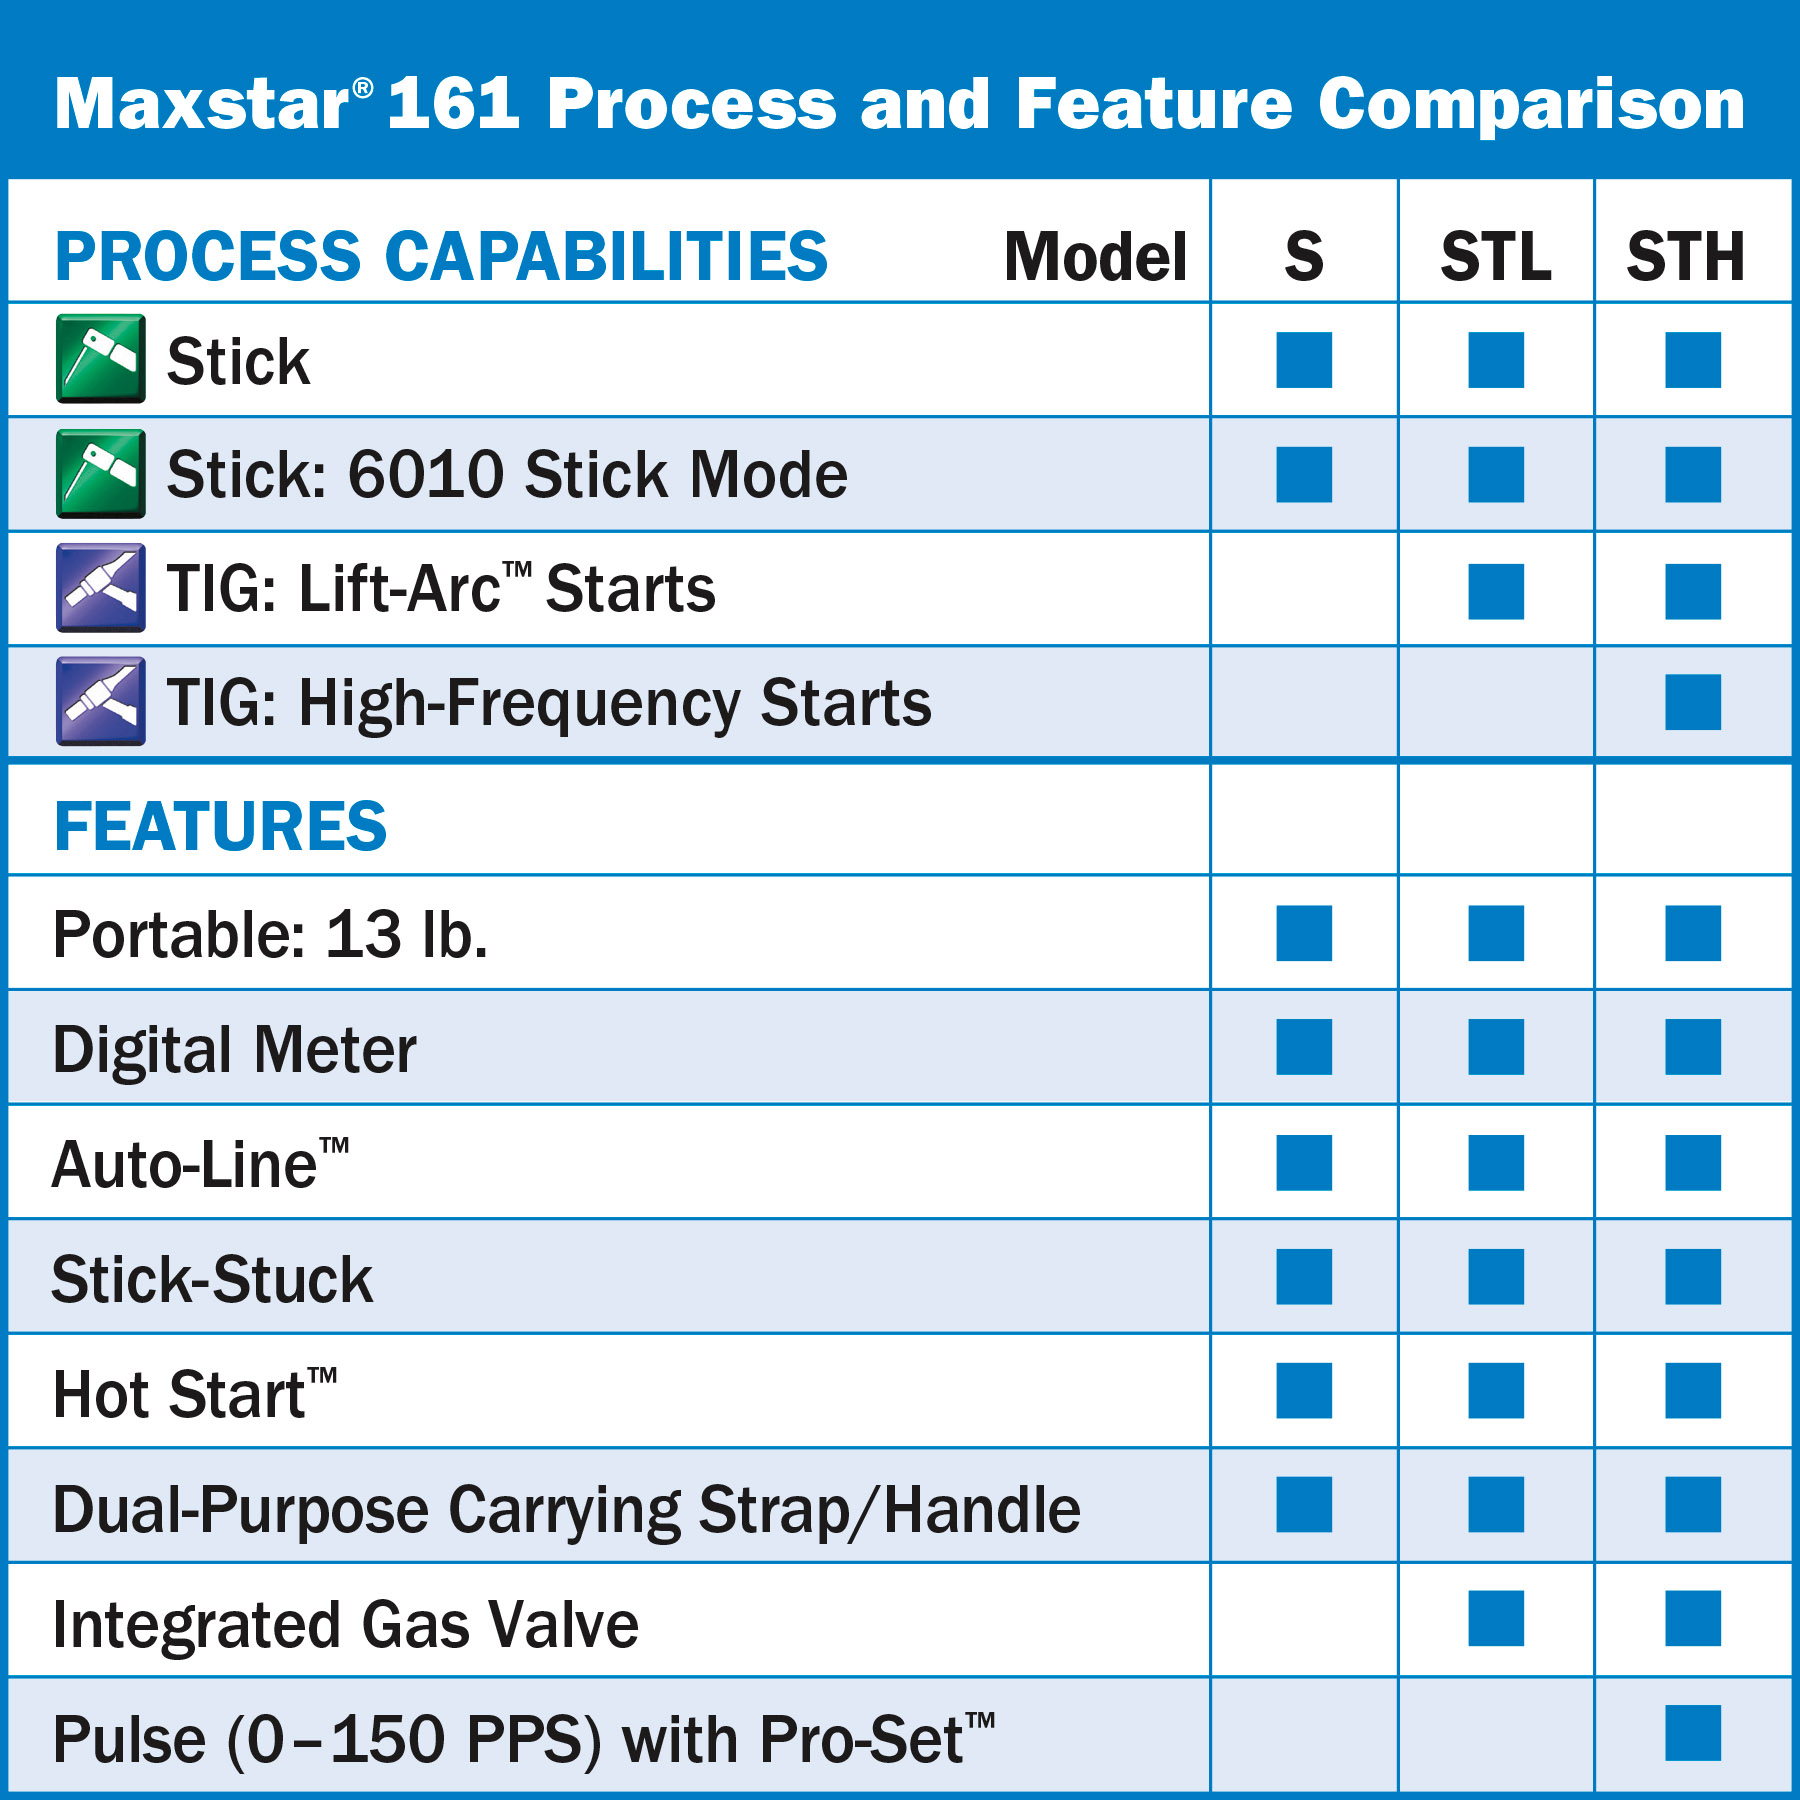 Maxstar® 161 Process and Feature Comparison
PROCESS CAPABILITIES Model S STL STH
Stick
Stick: 6010 Stick Mode
TIG: Lift-Arc™ Starts
TIG: High-Frequency Starts
FEATURES
Portable: 13 lb.
Digital Meter
Auto-Line™
Stick-Stuck
Hot Start™
Dual-Purpose Carrying Strap/Handle
Integrated Gas Valve
Pulse (0–150 PPS) with Pro-Set™